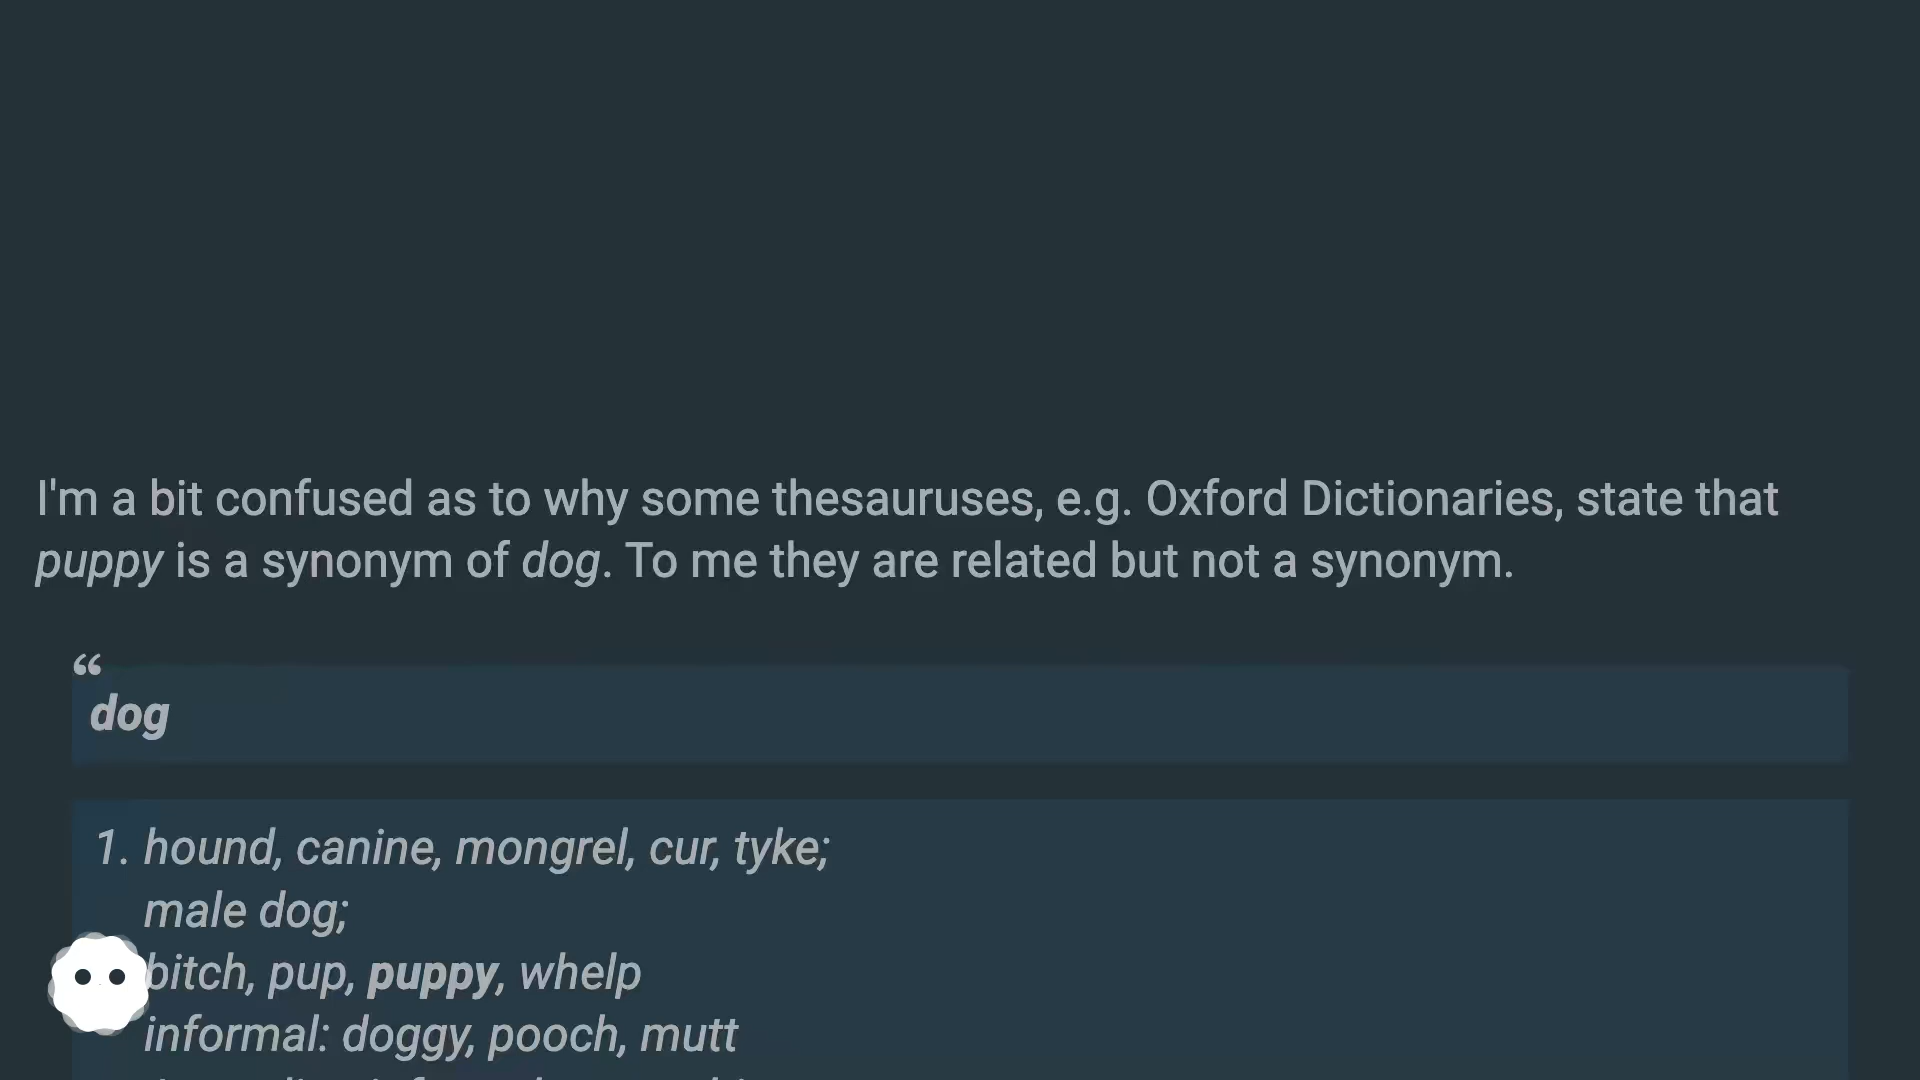 I'm a bit confused as to why some thesauruses, e.g. Oxford Dictionaries, state that
puppy is a synonym of dog. To me they are related but not a synonym.
“
dog
1. hound, canine, mongrel, cur, tyke;
male dog;
bitch, pup, puppy, whelp
informal: doggy, pooch, mutt